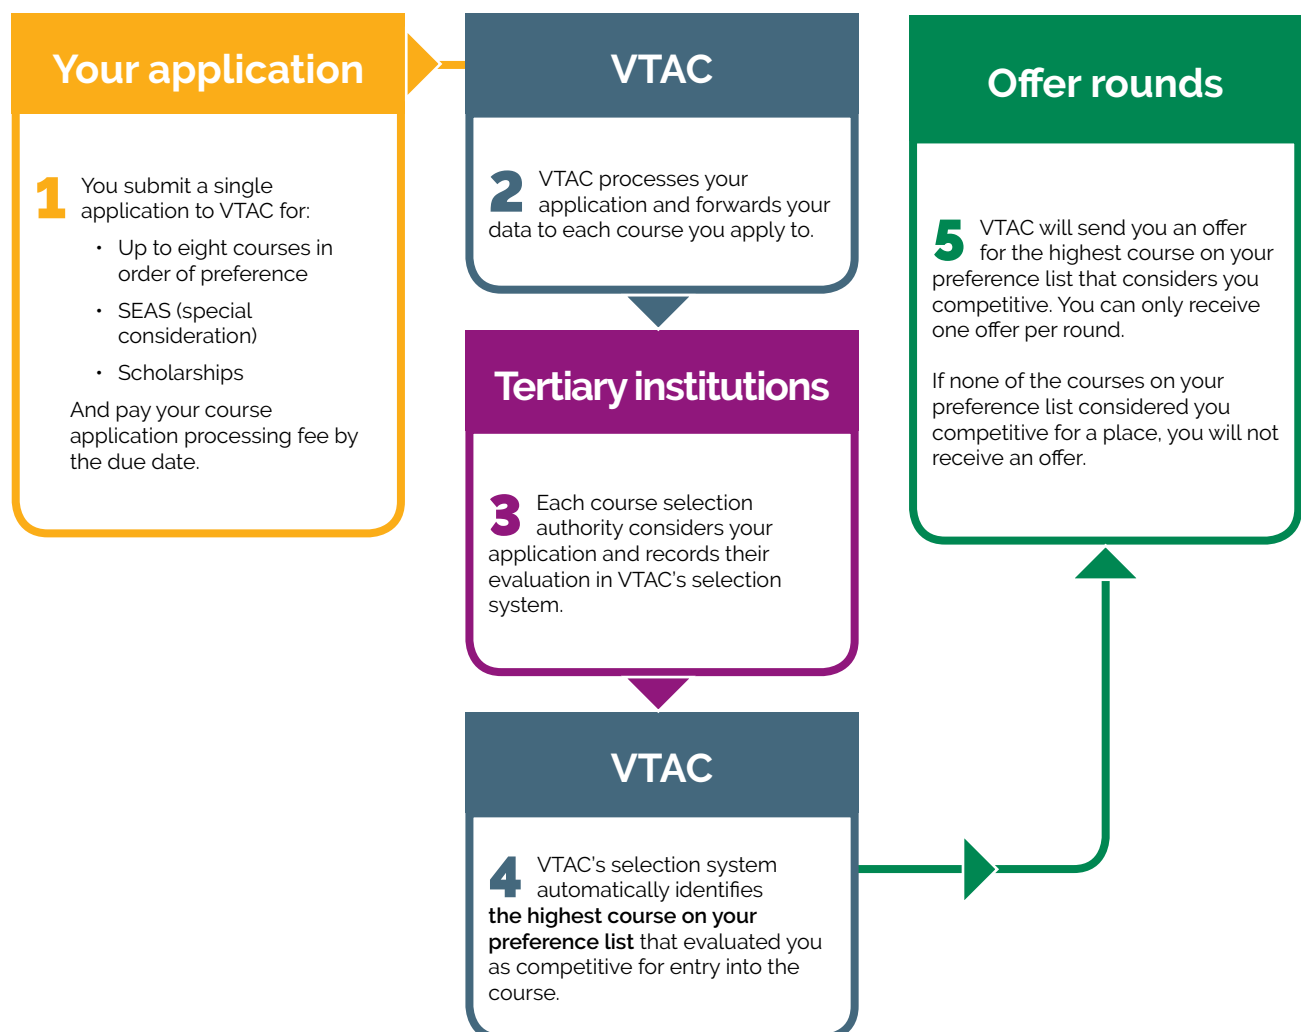 Your application
1 You submit a single
application to VTAC for:
• Up to eight courses in
order of preference
• SEAS (special
consideration)
• Scholarships
And pay your course
application processing fee by
the due date.
VTAC
2 VTAC processes your
application and forwards your
data to each course you apply to.
Tertiary institutions
3 Each course selection
authority considers your
application and records their
evaluation in VTAC's selection
system.
VTAC
4 VTAC's selection system
automatically identifies
the highest course on your
preference list that evaluated you
as competitive for entry into the
course.
Offer rounds
5 VTAC will send you an offer
for the highest course on your
preference list that considers you
competitive. You can only receive
one offer per round.
If none of the courses on your
preference list considered you
competitive for a place, you will not
receive an offer.